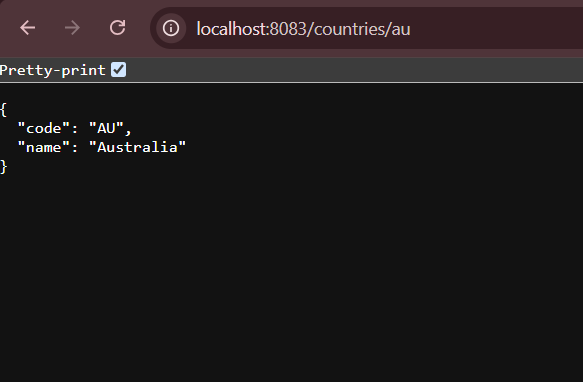 localhost:8083/countries/au
Pretty-print
{
  "code": "AU",
  "name": "Australia"
}